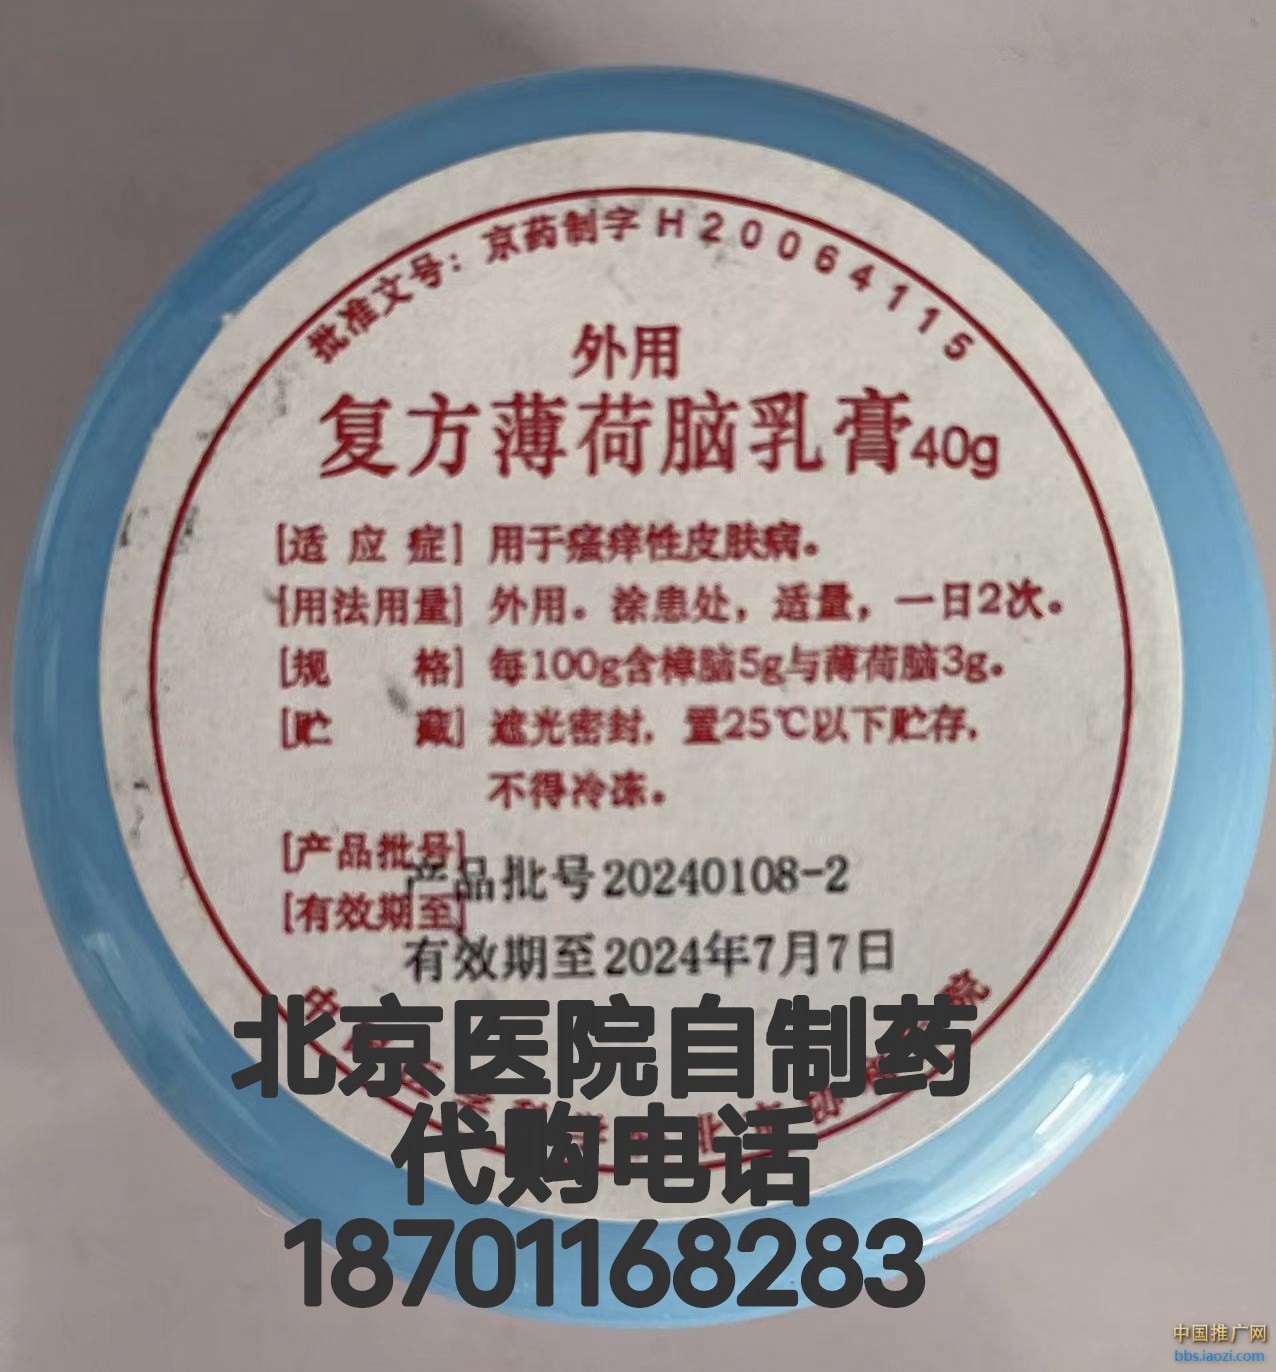 批准文号：京药制字H20064115
外用
复方薄荷脑乳膏40g
[适应症] 用于瘙痒性皮肤病。
[用法用量] 外用。涂患处，适量，一日2次。
[规格] 每100g含樟脑5g与薄荷脑3g。
[贮藏] 遮光密封，置25℃以下贮存，
不得冷冻。
[产品批号]
产品批号20240108-2
[有效期至]
有效期至2024年7月7日
北京医院自制药
代购电话
18701168283
中国推广网
bbs.iaozi.com